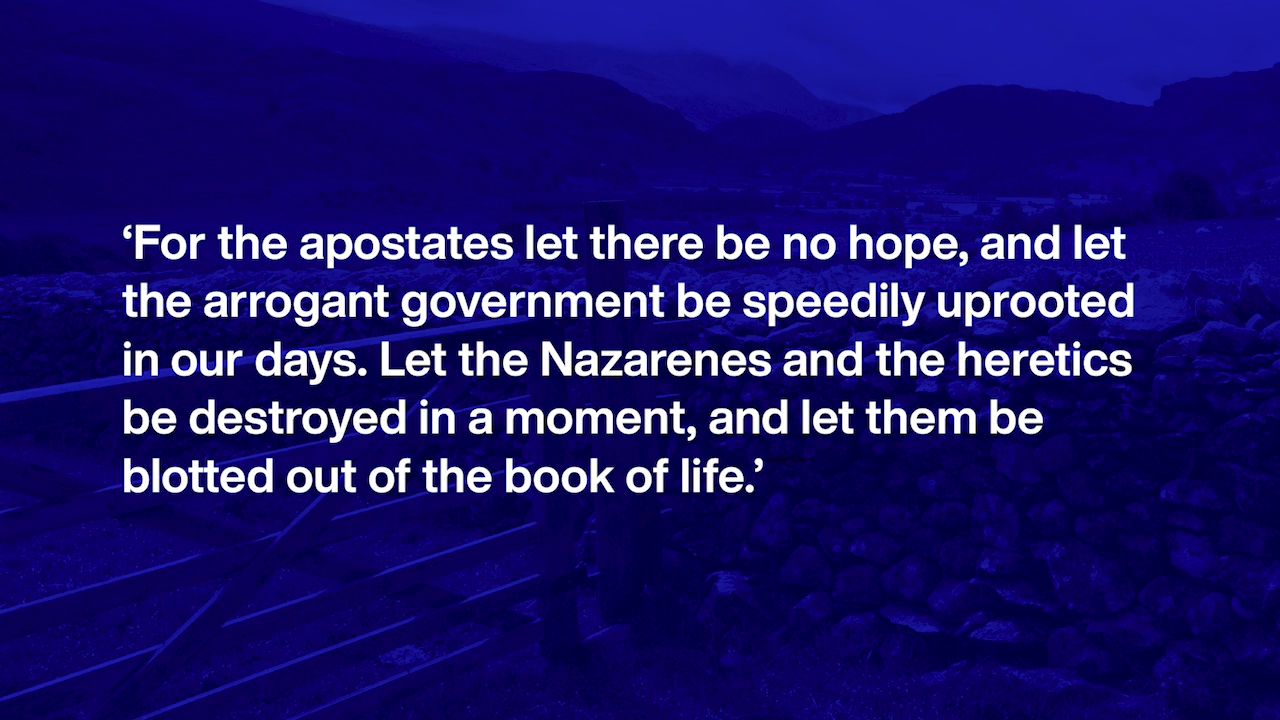 ‘For the apostates let there be no hope, and let
the arrogant government be speedily uprooted
in our days. Let the Nazarenes and the heretics
be destroyed in a moment, and let them be
blotted out of the book of life.’